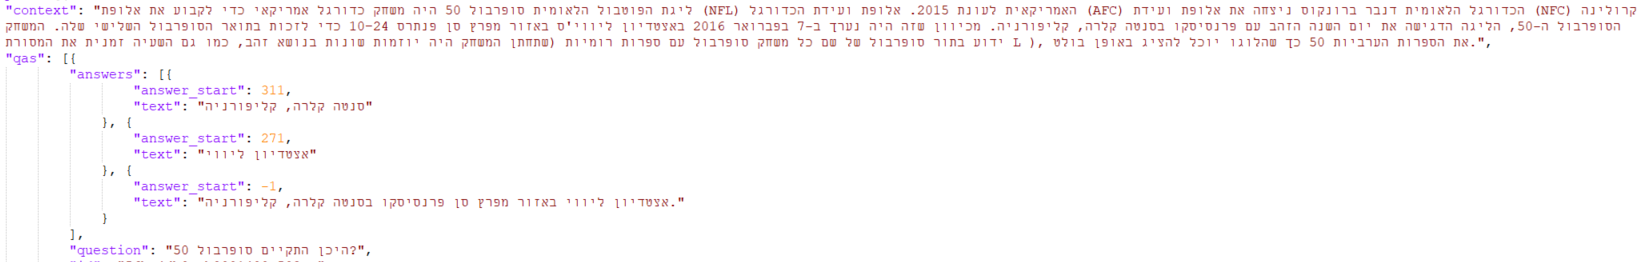 "context": "ליגת הפוטבול הלאומית סופרבול 50 היה משחק כדורגל אמריקאי כדי לקבוע את אלופת (NFL) הכדורגל אלופת ועידת .2015 האמריקאית לעונת (AFC) הכדורגל הלאומית דנבר ברונקוס ניצחה את אלופת ועידת (NFC) קרולינה
פנתרס 24-10 כדי לזכות בתואר הסופרבול השלישי שלה. המשחק נערך ב-7 בפברואר 2016 באצטדיון ליווי'ס באזור מפרץ סן פרנסיסקו בסנטה קלרה, קליפורניה. מכיוון שזה היה הסופרבול ה-50, הליגה הדגישה את יום השנה הזהב עם
יוזמות שונות בנושא זהב, כמו גם השעיה זמנית את המסורת של שם כל משחק סופרבול עם ספרות רומיות (שתחתן המשחק היה ידוע בתור סופרבול L ), כך שהלוגו יוכל להציג באופן בולט את הספרות הערביות 50.",
"qas": [{
"answers": [{
"answer_start": 311,
"text": "סנטה קלרה, קליפורניה"
}, {
"answer_start": 271,
"text": "אצטדיון ליווי"
}, {
"answer_start": -1,
"text": "אצטדיון ליווי באזור מפרץ סן פרנסיסקו בסנטה קלרה, קליפורניה."
}
],
"question": "היכן התקיים סופרבול 50?",